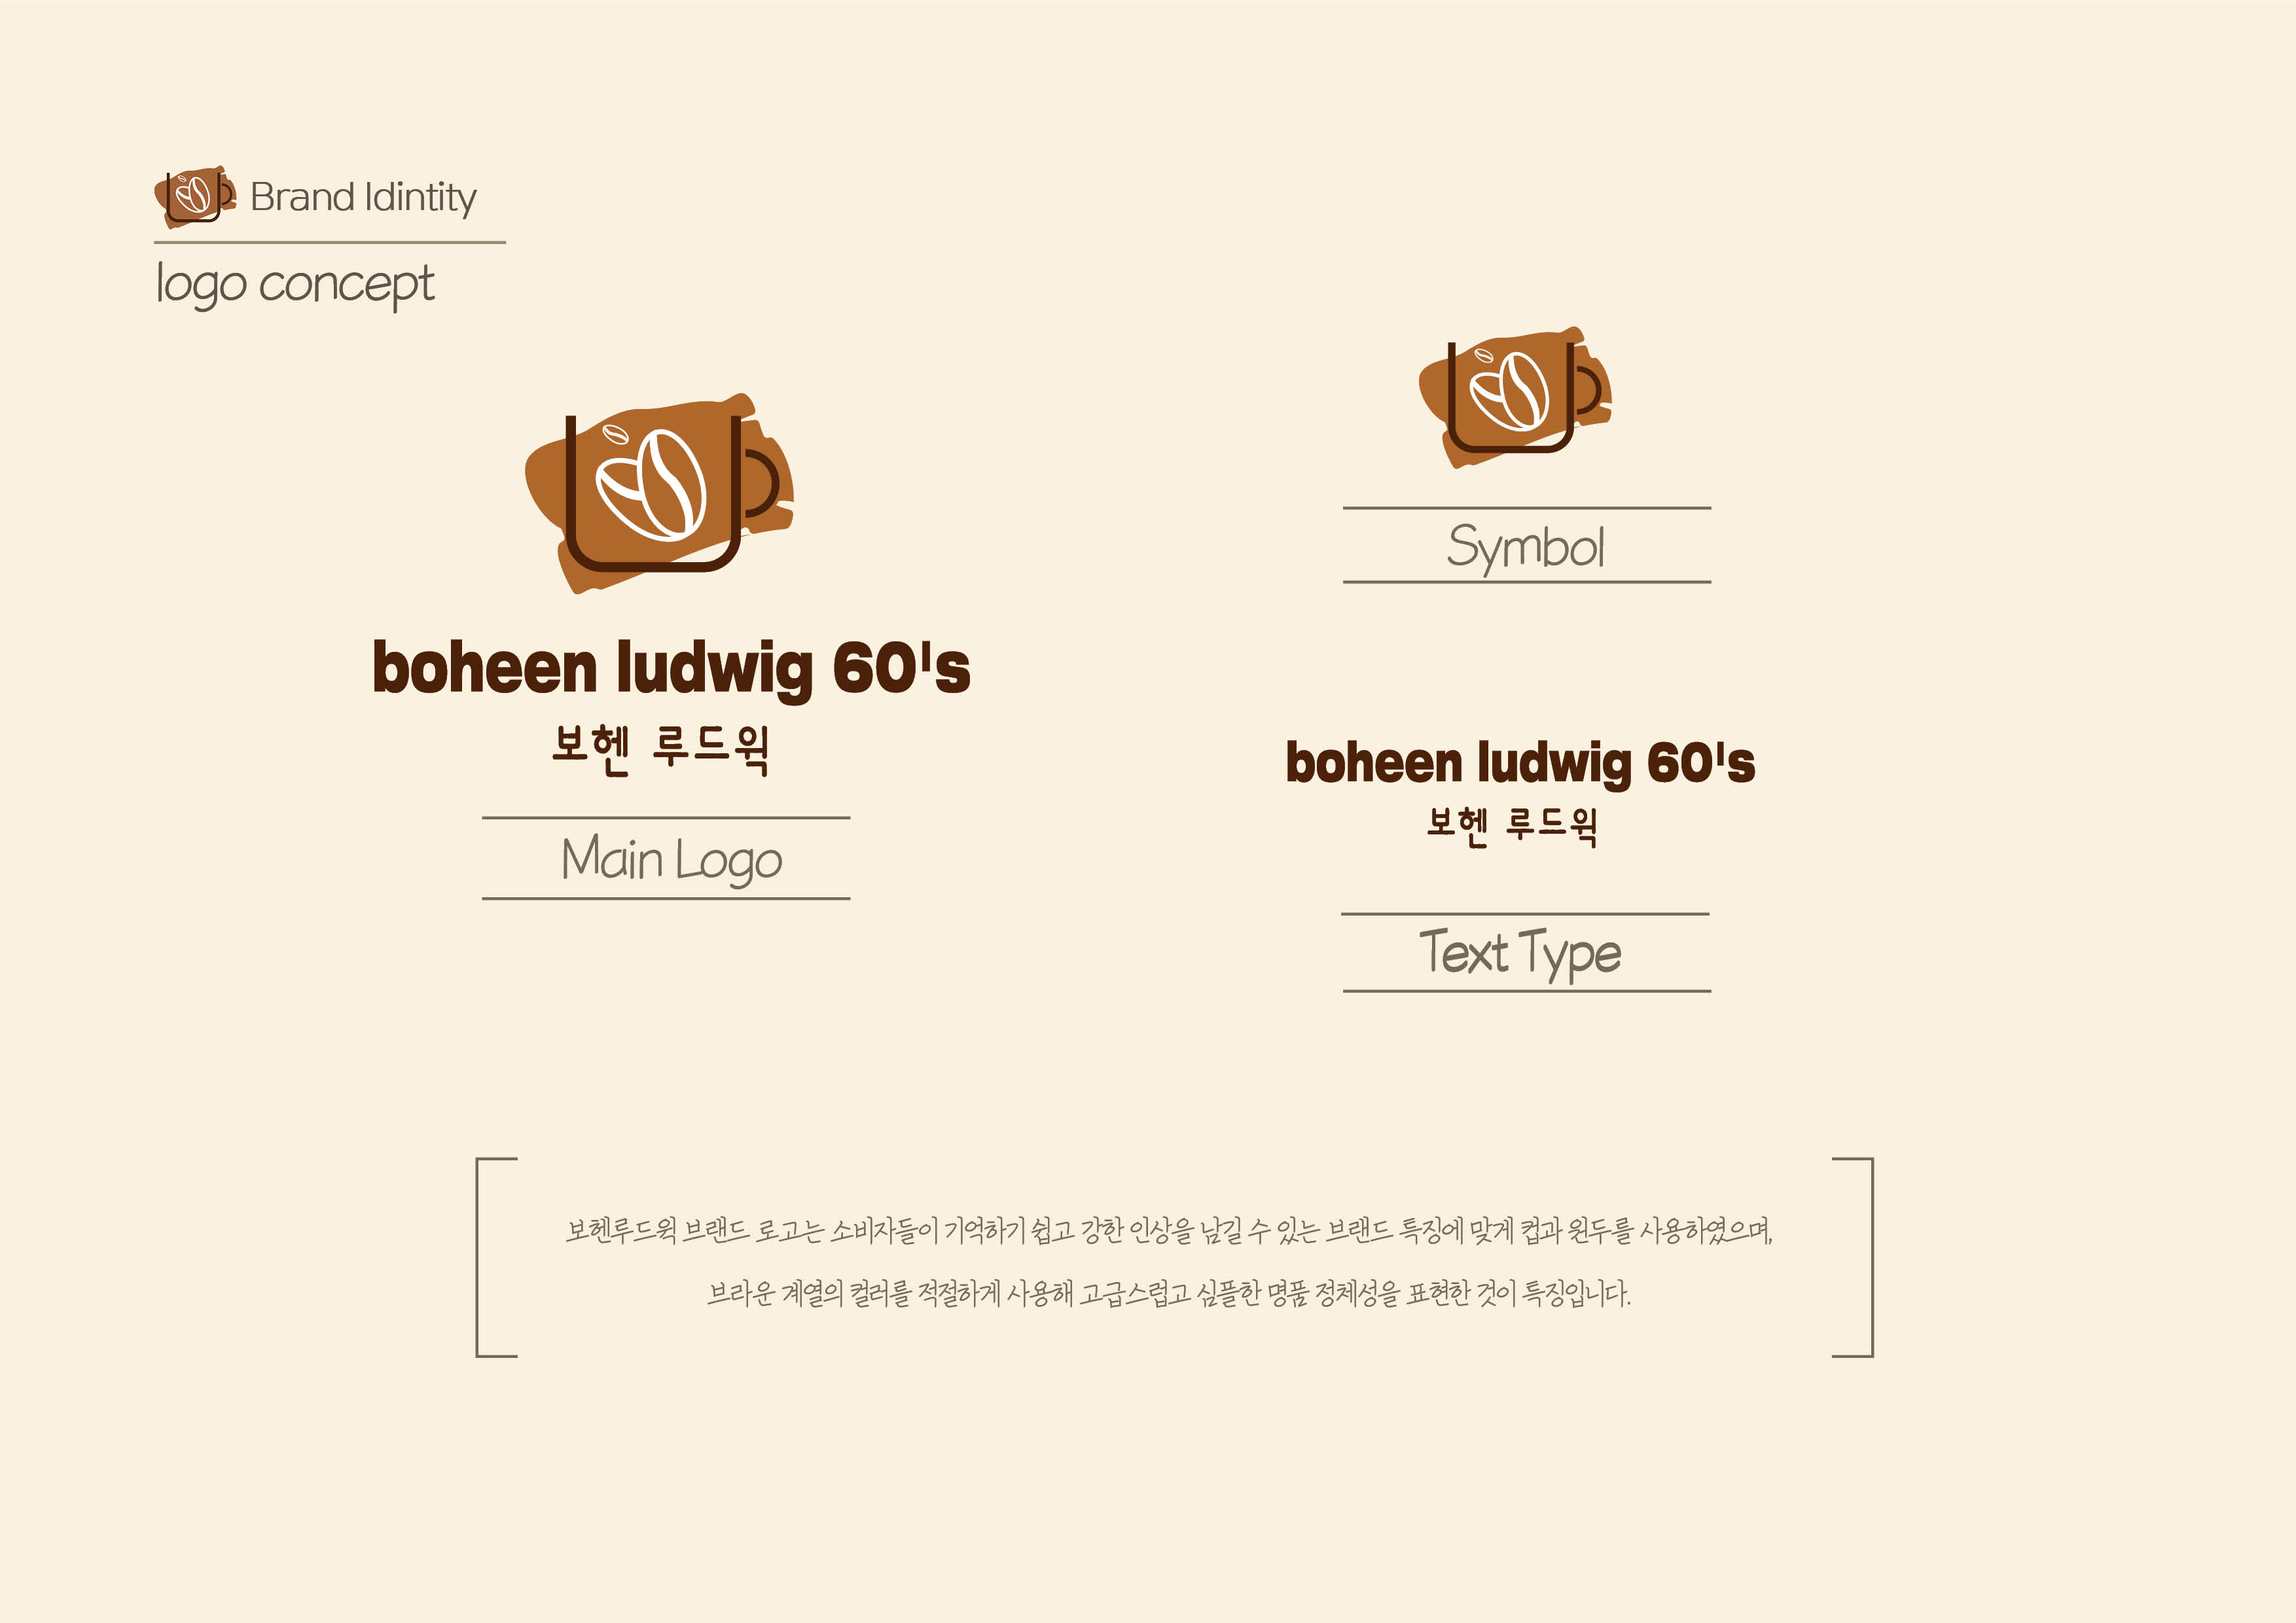 Brand Idintity
logo concept
boheen ludwig 60's
보헨 루드윅
Main Logo
Symbol
boheen ludwig 60's
보헨 루드윅
Text Type
보헨루드윅 브랜드 로고는 소비자들이 기억하기 쉽고 강한 인상을 남길 수 있는 브랜드 특징에 맞게 컵과 원두를 사용하였으며,
브라운 계열의 컬러를 적절하게 사용해 고급스럽고 심플한 명품 정체성을 표현한 것이 특징입니다.